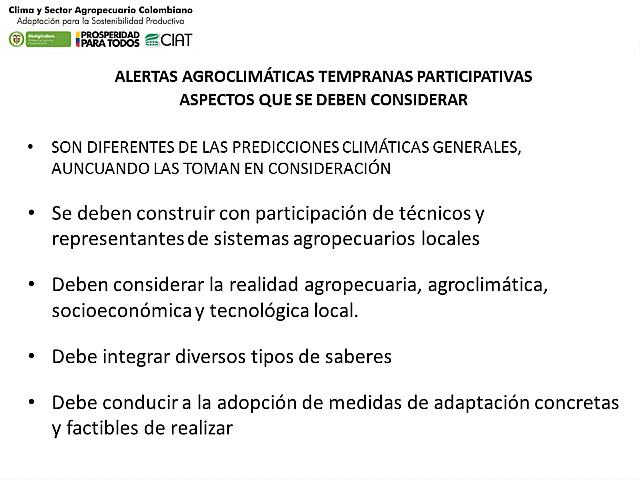 Clima y Sector Agropecuario Colombiano
Adaptación para la Sostenibilidad Productiva
MinAgricultura
PROSPERIDAD
PARA TODOS
CIAT
ALERTAS AGROCLIMÁTICAS TEMPRANAS PARTICIPATIVAS
ASPECTOS QUE SE DEBEN CONSIDERAR
• SON DIFERENTES DE LAS PREDICCIONES CLIMÁTICAS GENERALES,
AUNCUANDO LAS TOMAN EN CONSIDERACIÓN
• Se deben construir con participación de técnicos y
representantes de sistemas agropecuarios locales
• Deben considerar la realidad agropecuaria, agroclimática,
socioeconómica y tecnológica local.
• Debe integrar diversos tipos de saberes
• Debe conducir a la adopción de medidas de adaptación concretas
y factibles de realizar